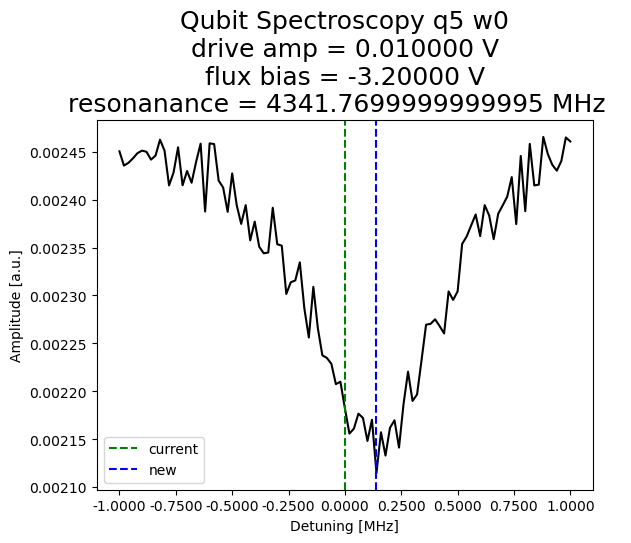 Qubit Spectroscopy q5 w0
drive amp = 0.010000 V
flux bias = -3.20000 V
resonanance = 4341.7699999999995 MHz
Amplitude [a.u.]
0.00245
0.00240
0.00235
0.00230
0.00225
0.00220
0.00215
0.00210
current
new
-1.0000 -0.7500 -0.5000 -0.2500 0.0000 0.2500 0.5000 0.7500 1.0000
Detuning [MHz]